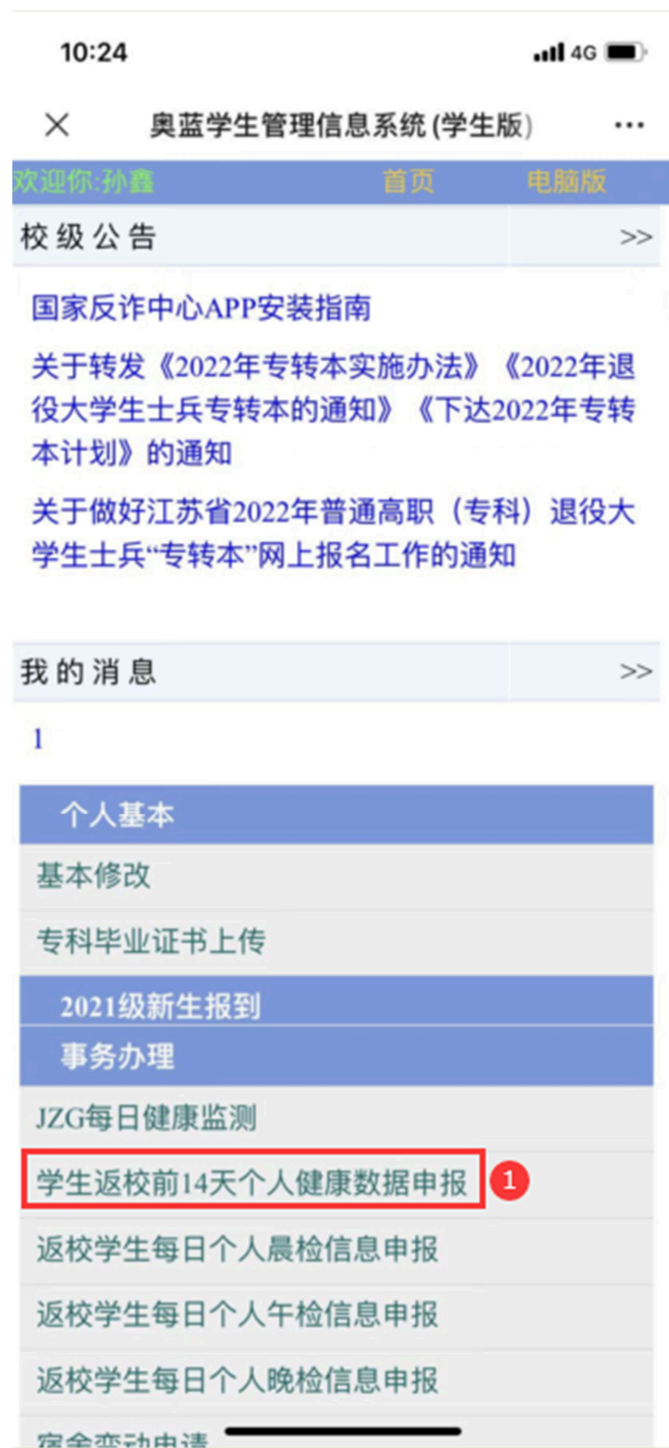 10:24
4G
奥蓝学生管理信息系统(学生版)
欢迎你:孙鑫 首页 电脑版
校级公告 >>
国家反诈中心APP安装指南
关于转发《2022年专转本实施办法》《2022年退
役大学生士兵专转本的通知》《下达2022年专转
本计划》的通知
关于做好江苏省2022年普通高职（专科）退役大
学生士兵“专转本”网上报名工作的通知
我的消息 >>
1
个人基本
基本修改
专科毕业证书上传
2021级新生报到
事务办理
JZG每日健康监测
学生返校前14天个人健康数据申报 1
返校学生每日个人晨检信息申报
返校学生每日个人午检信息申报
返校学生每日个人晚检信息申报
宿舍变动申请